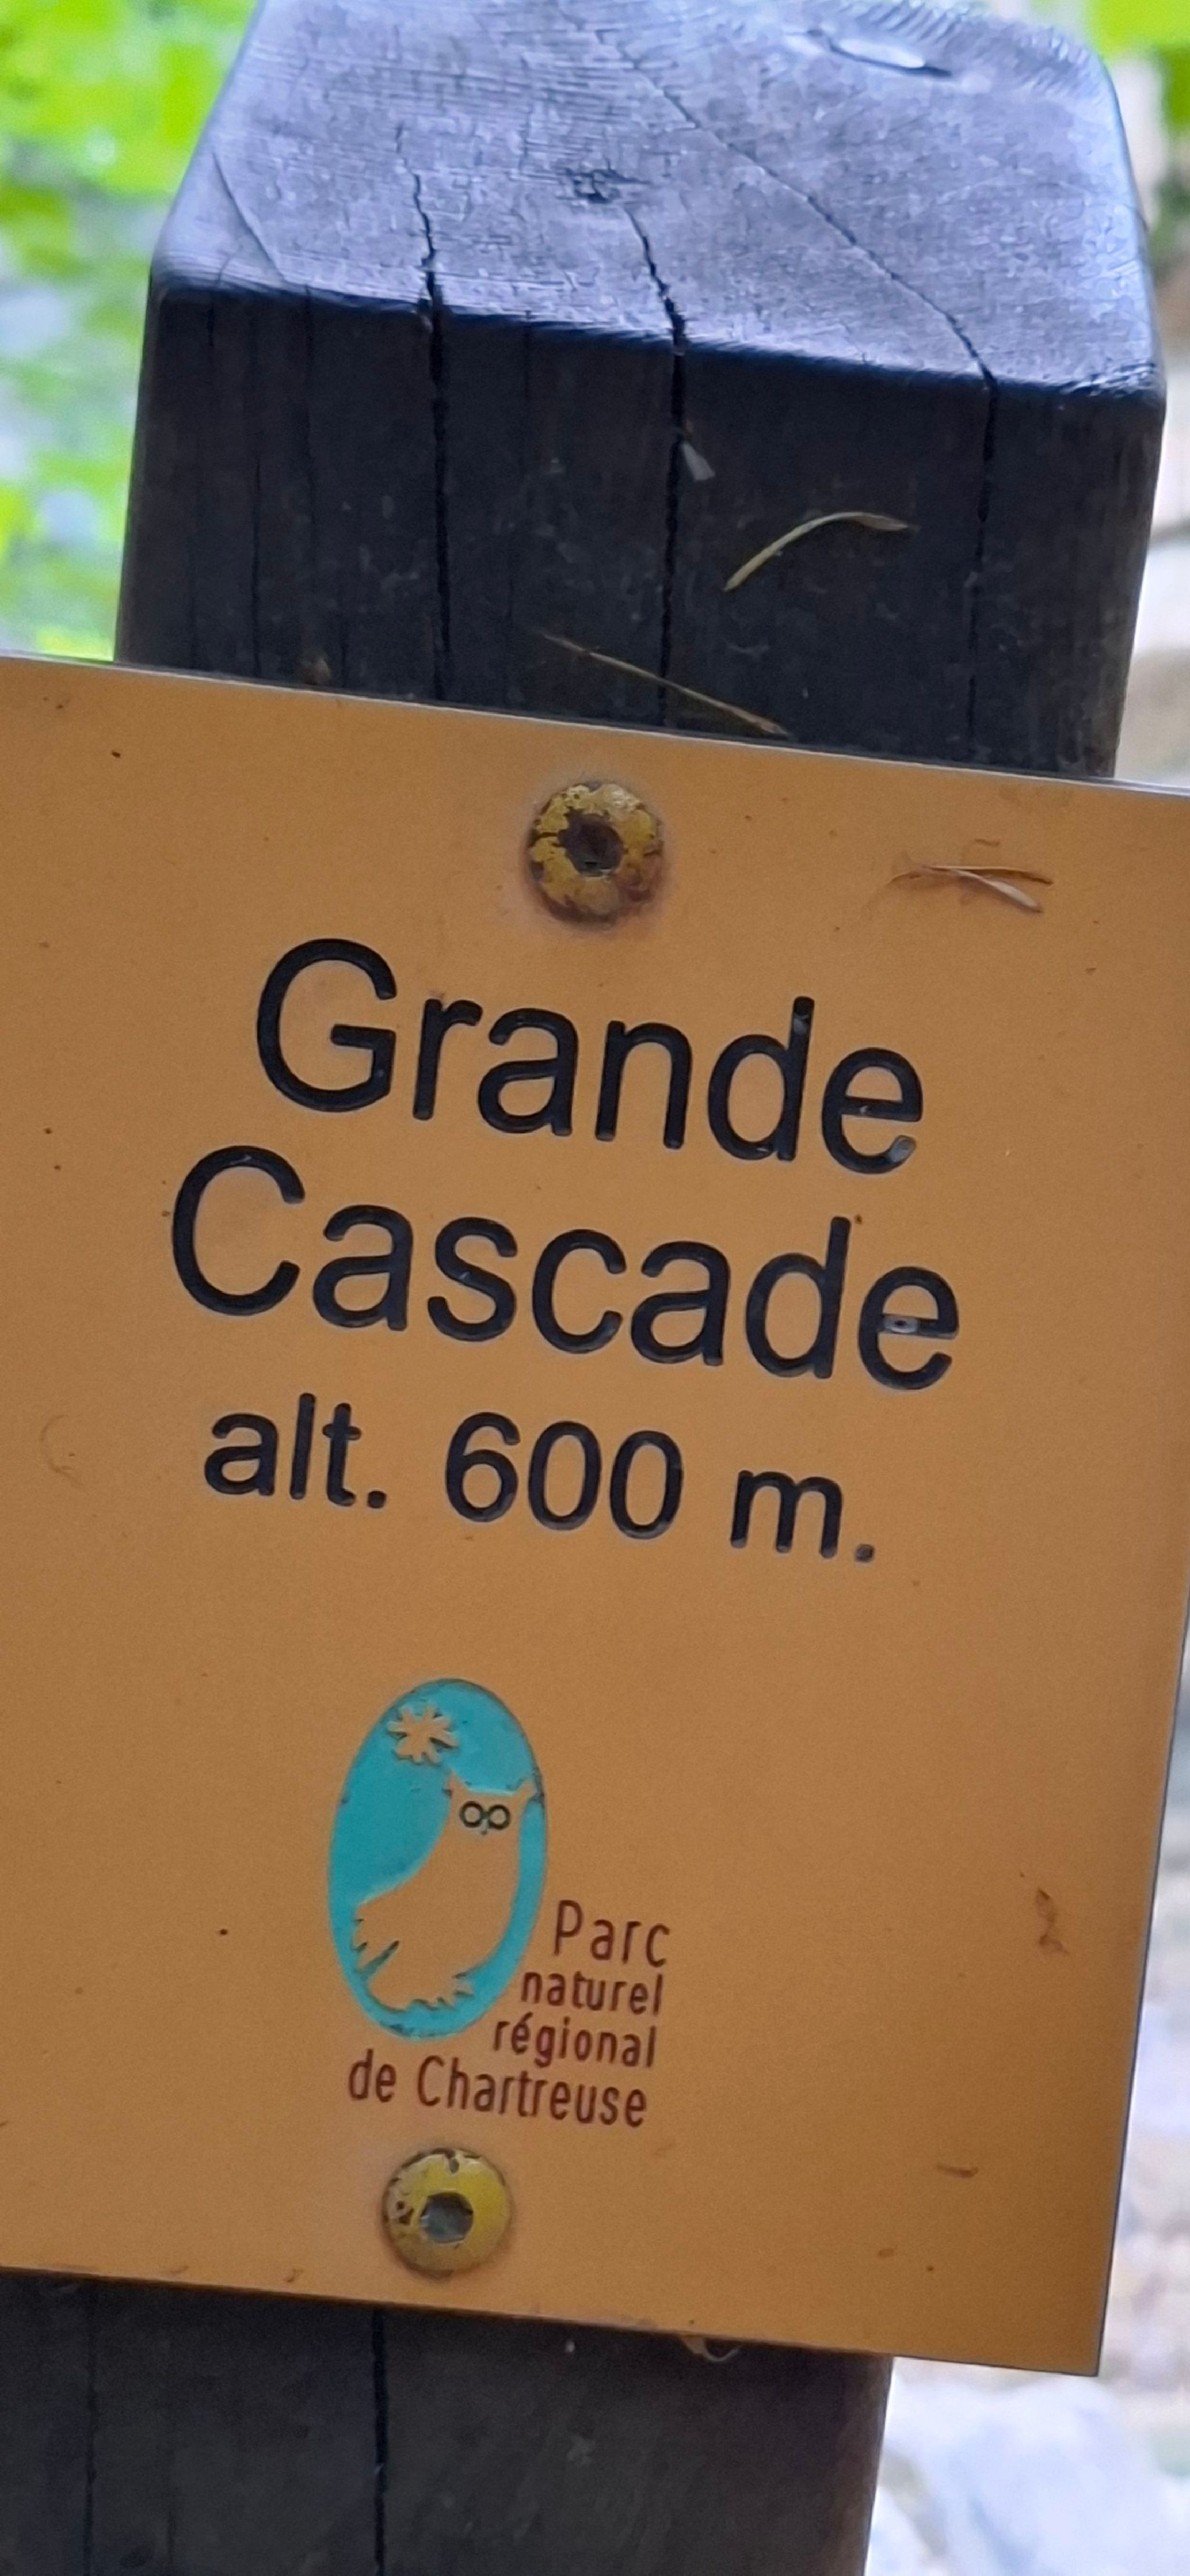 Grande
Cascade
alt. 600 m.
Parc
naturel
régional
de Chartreuse